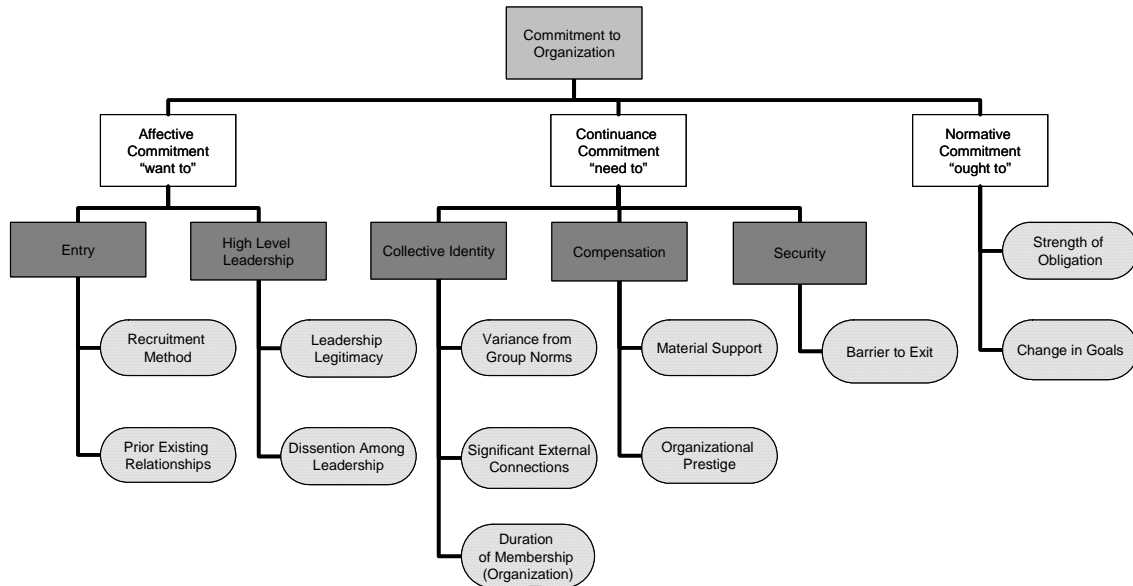 Commitment to
Organization
Affective
Commitment
“want to”
Continuance
Commitment
“need to”
Normative
Commitment
“ought to”
Entry
High Level
Leadership
Collective Identity
Compensation
Security
Strength of
Obligation
Recruitment
Method
Leadership
Legitimacy
Variance from
Group Norms
Material Support
Barrier to Exit
Change in Goals
Prior Existing
Relationships
Dissention Among
Leadership
Significant External
Connections
Organizational
Prestige
Duration
of Membership
(Organization)